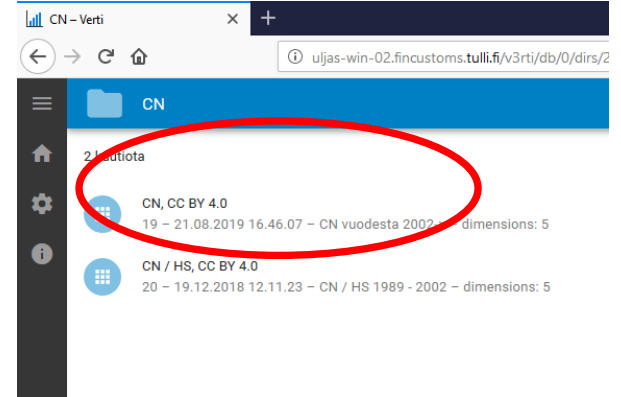 CN – Verti
uljas-win-02.fincustoms.tulli.fi/v3rti/db/0/dirs/2
CN
2 kuutiota
CN, CC BY 4.0
19 – 21.08.2019 16.46.07 – CN vuodesta 2002 – – dimensions: 5
CN / HS, CC BY 4.0
20 – 19.12.2018 12.11.23 – CN / HS 1989 - 2002 – dimensions: 5